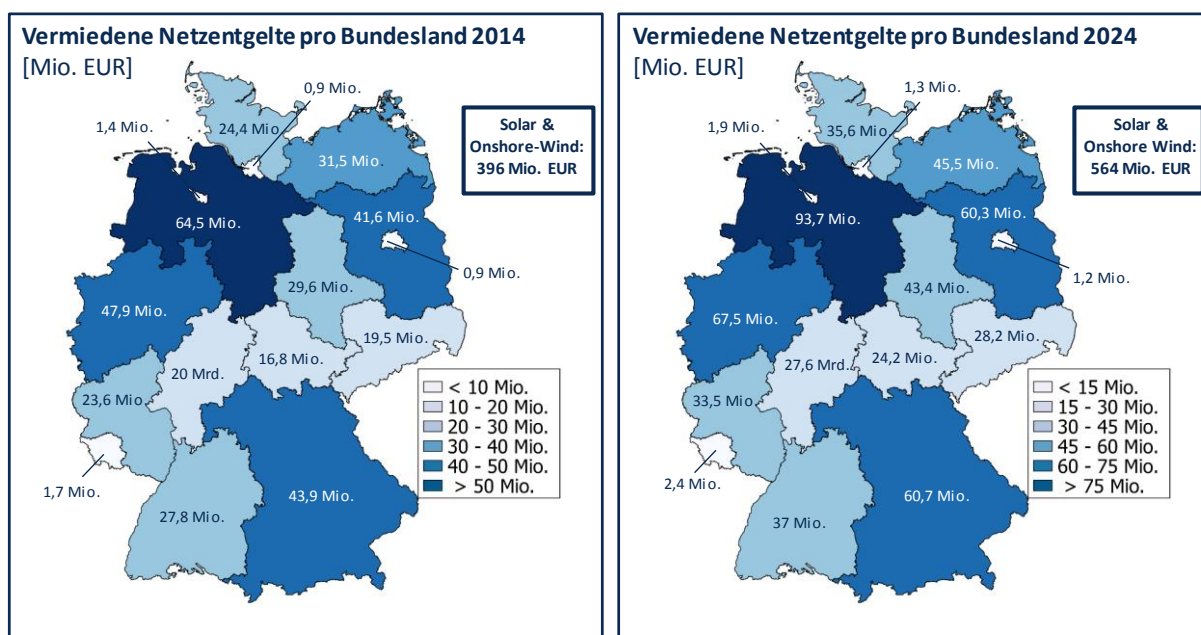 Vermiedene Netzentgelte pro Bundesland 2014
[Mio. EUR]
0,9 Mio.
1,4 Mio.
24,4 Mio.
Solar &
Onshore-Wind:
396 Mio. EUR
31,5 Mio.
64,5 Mio.
41,6 Mio.
0,9 Mio.
29,6 Mio.
47,9 Mio.
19,5 Mio.
16,8 Mio.
20 Mrd.
23,6 Mio.
1,7 Mio.
43,9 Mio.
27,8 Mio.
< 10 Mio.
10 - 20 Mio.
20 - 30 Mio.
30 - 40 Mio.
40 - 50 Mio.
> 50 Mio.
Vermiedene Netzentgelte pro Bundesland 2024
[Mio. EUR]
1,3 Mio.
1,9 Mio.
35,6 Mio.
Solar &
Onshore Wind:
564 Mio. EUR
45,5 Mio.
93,7 Mio.
60,3 Mio.
1,2 Mio.
43,4 Mio.
67,5 Mio.
28,2 Mio.
24,2 Mio.
27,6 Mrd.
33,5 Mio.
2,4 Mio.
60,7 Mio.
37 Mio.
< 15 Mio.
15 - 30 Mio.
30 - 45 Mio.
45 - 60 Mio.
60 - 75 Mio.
> 75 Mio.